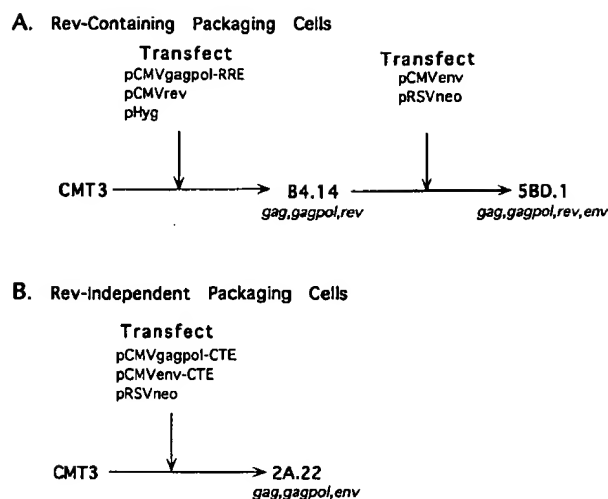 A. Rev-Containing Packaging Cells
Transfect
pCMVgagpol-RRE
pCMVrev
pHyg
Transfect
pCMVenv
pRSVneo
CMT3
B4.14
5BD.1
gag,gagpol,rev
gag,gagpol,rev,env
B. Rev-Independent Packaging Cells
Transfect
pCMVgagpol-CTE
pCMVenv-CTE
pRSVneo
CMT3
2A.22
gag,gagpol,env